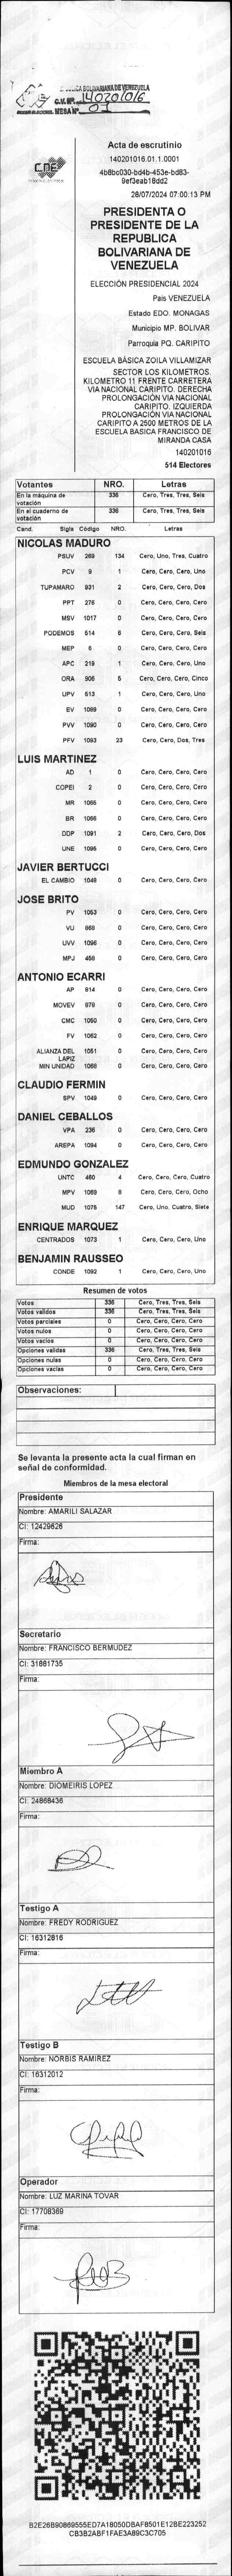 REPUBLICA BOLIVARIANA DE VENEZUELA
C.V. Nº 140201016
MESA Nº 01
CNE
Acta de escrutinio
140201016.01.1.0001
4b8bc030-bd4b-453e-bd83-
9ef3eab18dd2
28/07/2024 07:00:13 PM
PRESIDENTA O
PRESIDENTE DE LA
REPUBLICA
BOLIVARIANA DE
VENEZUELA
ELECCIÓN PRESIDENCIAL 2024
País VENEZUELA
Estado EDO. MONAGAS
Municipio MP. BOLIVAR
Parroquia PQ. CARIPITO
ESCUELA BÁSICA ZOILA VILLAMIZAR
SECTOR LOS KILOMETROS.
KILOMETRO 11 FRENTE CARRETERA
VIA NACIONAL CARIPITO. DERECHA
PROLONGACIÓN VIA NACIONAL
CARIPITO. IZQUIERDA
PROLONGACIÓN VIA NACIONAL
CARIPITO A 2500 METROS DE LA
ESCUELA BASICA FRANCISCO DE
MIRANDA CASA
140201016
514 Electores
Votantes NRO. Letras
En la máquina de votación 336 Cero, Tres, Tres, Seis
En el cuaderno de votación 336 Cero, Tres, Tres, Seis
Cand. Sigla Código NRO. Letras
NICOLAS MADURO
PSUV 269 134 Cero, Uno, Tres, Cuatro
PCV 9 1 Cero, Cero, Cero, Uno
TUPAMARO 931 2 Cero, Cero, Cero, Dos
PPT 276 0 Cero, Cero, Cero, Cero
MSV 1017 0 Cero, Cero, Cero, Cero
PODEMOS 514 6 Cero, Cero, Cero, Seis
MEP 6 0 Cero, Cero, Cero, Cero
APC 219 1 Cero, Cero, Cero, Uno
ORA 906 5 Cero, Cero, Cero, Cinco
UPV 513 1 Cero, Cero, Cero, Uno
EV 1089 0 Cero, Cero, Cero, Cero
PVV 1090 0 Cero, Cero, Cero, Cero
PFV 1093 23 Cero, Cero, Dos, Tres
LUIS MARTINEZ
AD 1 0 Cero, Cero, Cero, Cero
COPEI 2 0 Cero, Cero, Cero, Cero
MR 1065 0 Cero, Cero, Cero, Cero
BR 1066 0 Cero, Cero, Cero, Cero
DDP 1091 2 Cero, Cero, Cero, Dos
UNE 1095 0 Cero, Cero, Cero, Cero
JAVIER BERTUCCI
EL CAMBIO 1048 0 Cero, Cero, Cero, Cero
JOSE BRITO
PV 1053 0 Cero, Cero, Cero, Cero
VU 868 0 Cero, Cero, Cero, Cero
UVV 1096 0 Cero, Cero, Cero, Cero
MPJ 458 0 Cero, Cero, Cero, Cero
ANTONIO ECARRI
AP 814 0 Cero, Cero, Cero, Cero
MOVEV 979 0 Cero, Cero, Cero, Cero
CMC 1050 0 Cero, Cero, Cero, Cero
FV 1052 0 Cero, Cero, Cero, Cero
ALIANZA DEL LAPIZ 1051 0 Cero, Cero, Cero, Cero
MIN UNIDAD 1068 0 Cero, Cero, Cero, Cero
CLAUDIO FERMIN
SPV 1049 0 Cero, Cero, Cero, Cero
DANIEL CEBALLOS
VPA 236 0 Cero, Cero, Cero, Cero
AREPA 1094 0 Cero, Cero, Cero, Cero
EDMUNDO GONZALEZ
UNTC 460 4 Cero, Cero, Cero, Cuatro
MPV 1069 8 Cero, Cero, Cero, Ocho
MUD 1075 147 Cero, Uno, Cuatro, Siete
ENRIQUE MARQUEZ
CENTRADOS 1073 1 Cero, Cero, Cero, Uno
BENJAMIN RAUSSEO
CONDE 1092 1 Cero, Cero, Cero, Uno
Resumen de votos
Votos 336 Cero, Tres, Tres, Seis
Votos validos 336 Cero, Tres, Tres, Seis
Votos parciales 0 Cero, Cero, Cero, Cero
Votos nulos 0 Cero, Cero, Cero, Cero
Votos vacios 0 Cero, Cero, Cero, Cero
Opciones validas 336 Cero, Tres, Tres, Seis
Opciones nulas 0 Cero, Cero, Cero, Cero
Opciones vacias 0 Cero, Cero, Cero, Cero
Observaciones:
Se levanta la presente acta la cual firman en
señal de conformidad.
Miembros de la mesa electoral
Presidente
Nombre: AMARILI SALAZAR
CI: 12429626
Firma:
Secretario
Nombre: FRANCISCO BERMUDEZ
CI: 31881735
Firma:
Miembro A
Nombre: DIOMEIRIS LOPEZ
CI: 24868436
Firma:
Testigo A
Nombre: FREDY RODRIGUEZ
CI: 16312816
Firma:
Testigo B
Nombre: NORBIS RAMIREZ
CI: 16312012
Firma:
Operador
Nombre: LUZ MARINA TOVAR
CI: 17708369
Firma:
B2E26B90869555ED7A18050DBAF8501E12BE223252
CB3B2ABF1FAE3A89C3C705